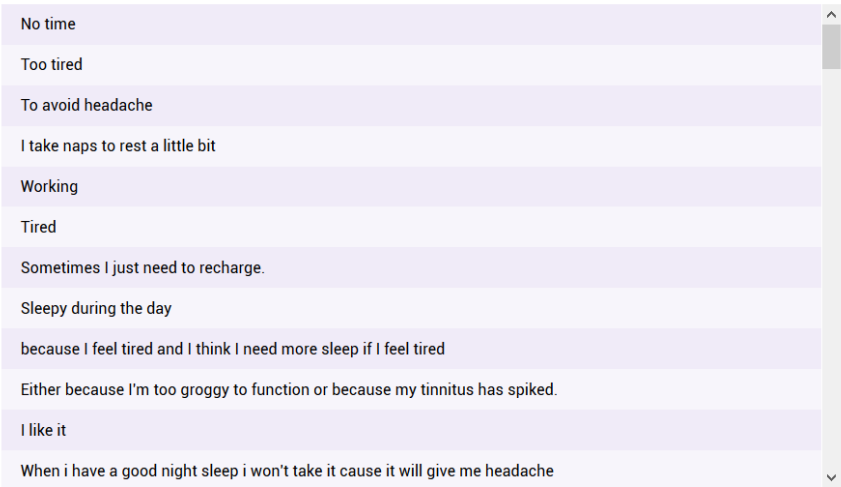 No time
Too tired
To avoid headache
I take naps to rest a little bit
Working
Tired
Sometimes I just need to recharge.
Sleepy during the day
because I feel tired and I think I need more sleep if I feel tired
Either because I'm too groggy to function or because my tinnitus has spiked.
I like it
When i have a good night sleep i won't take it cause it will give me headache